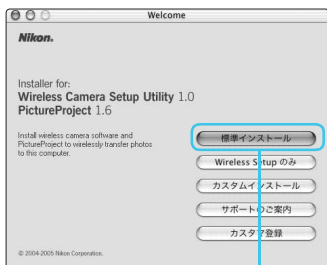 Welcome
Nikon.
Installer for:
Wireless Camera Setup Utility 1.0
PictureProject 1.6
Install wireless camera software and
PictureProject to wirelessly transfer photos
to this computer.
標準インストール
Wireless Setup のみ
カスタムインストール
サポートのご案内
カスタマ登録
© 2004-2005 Nikon Corporation.